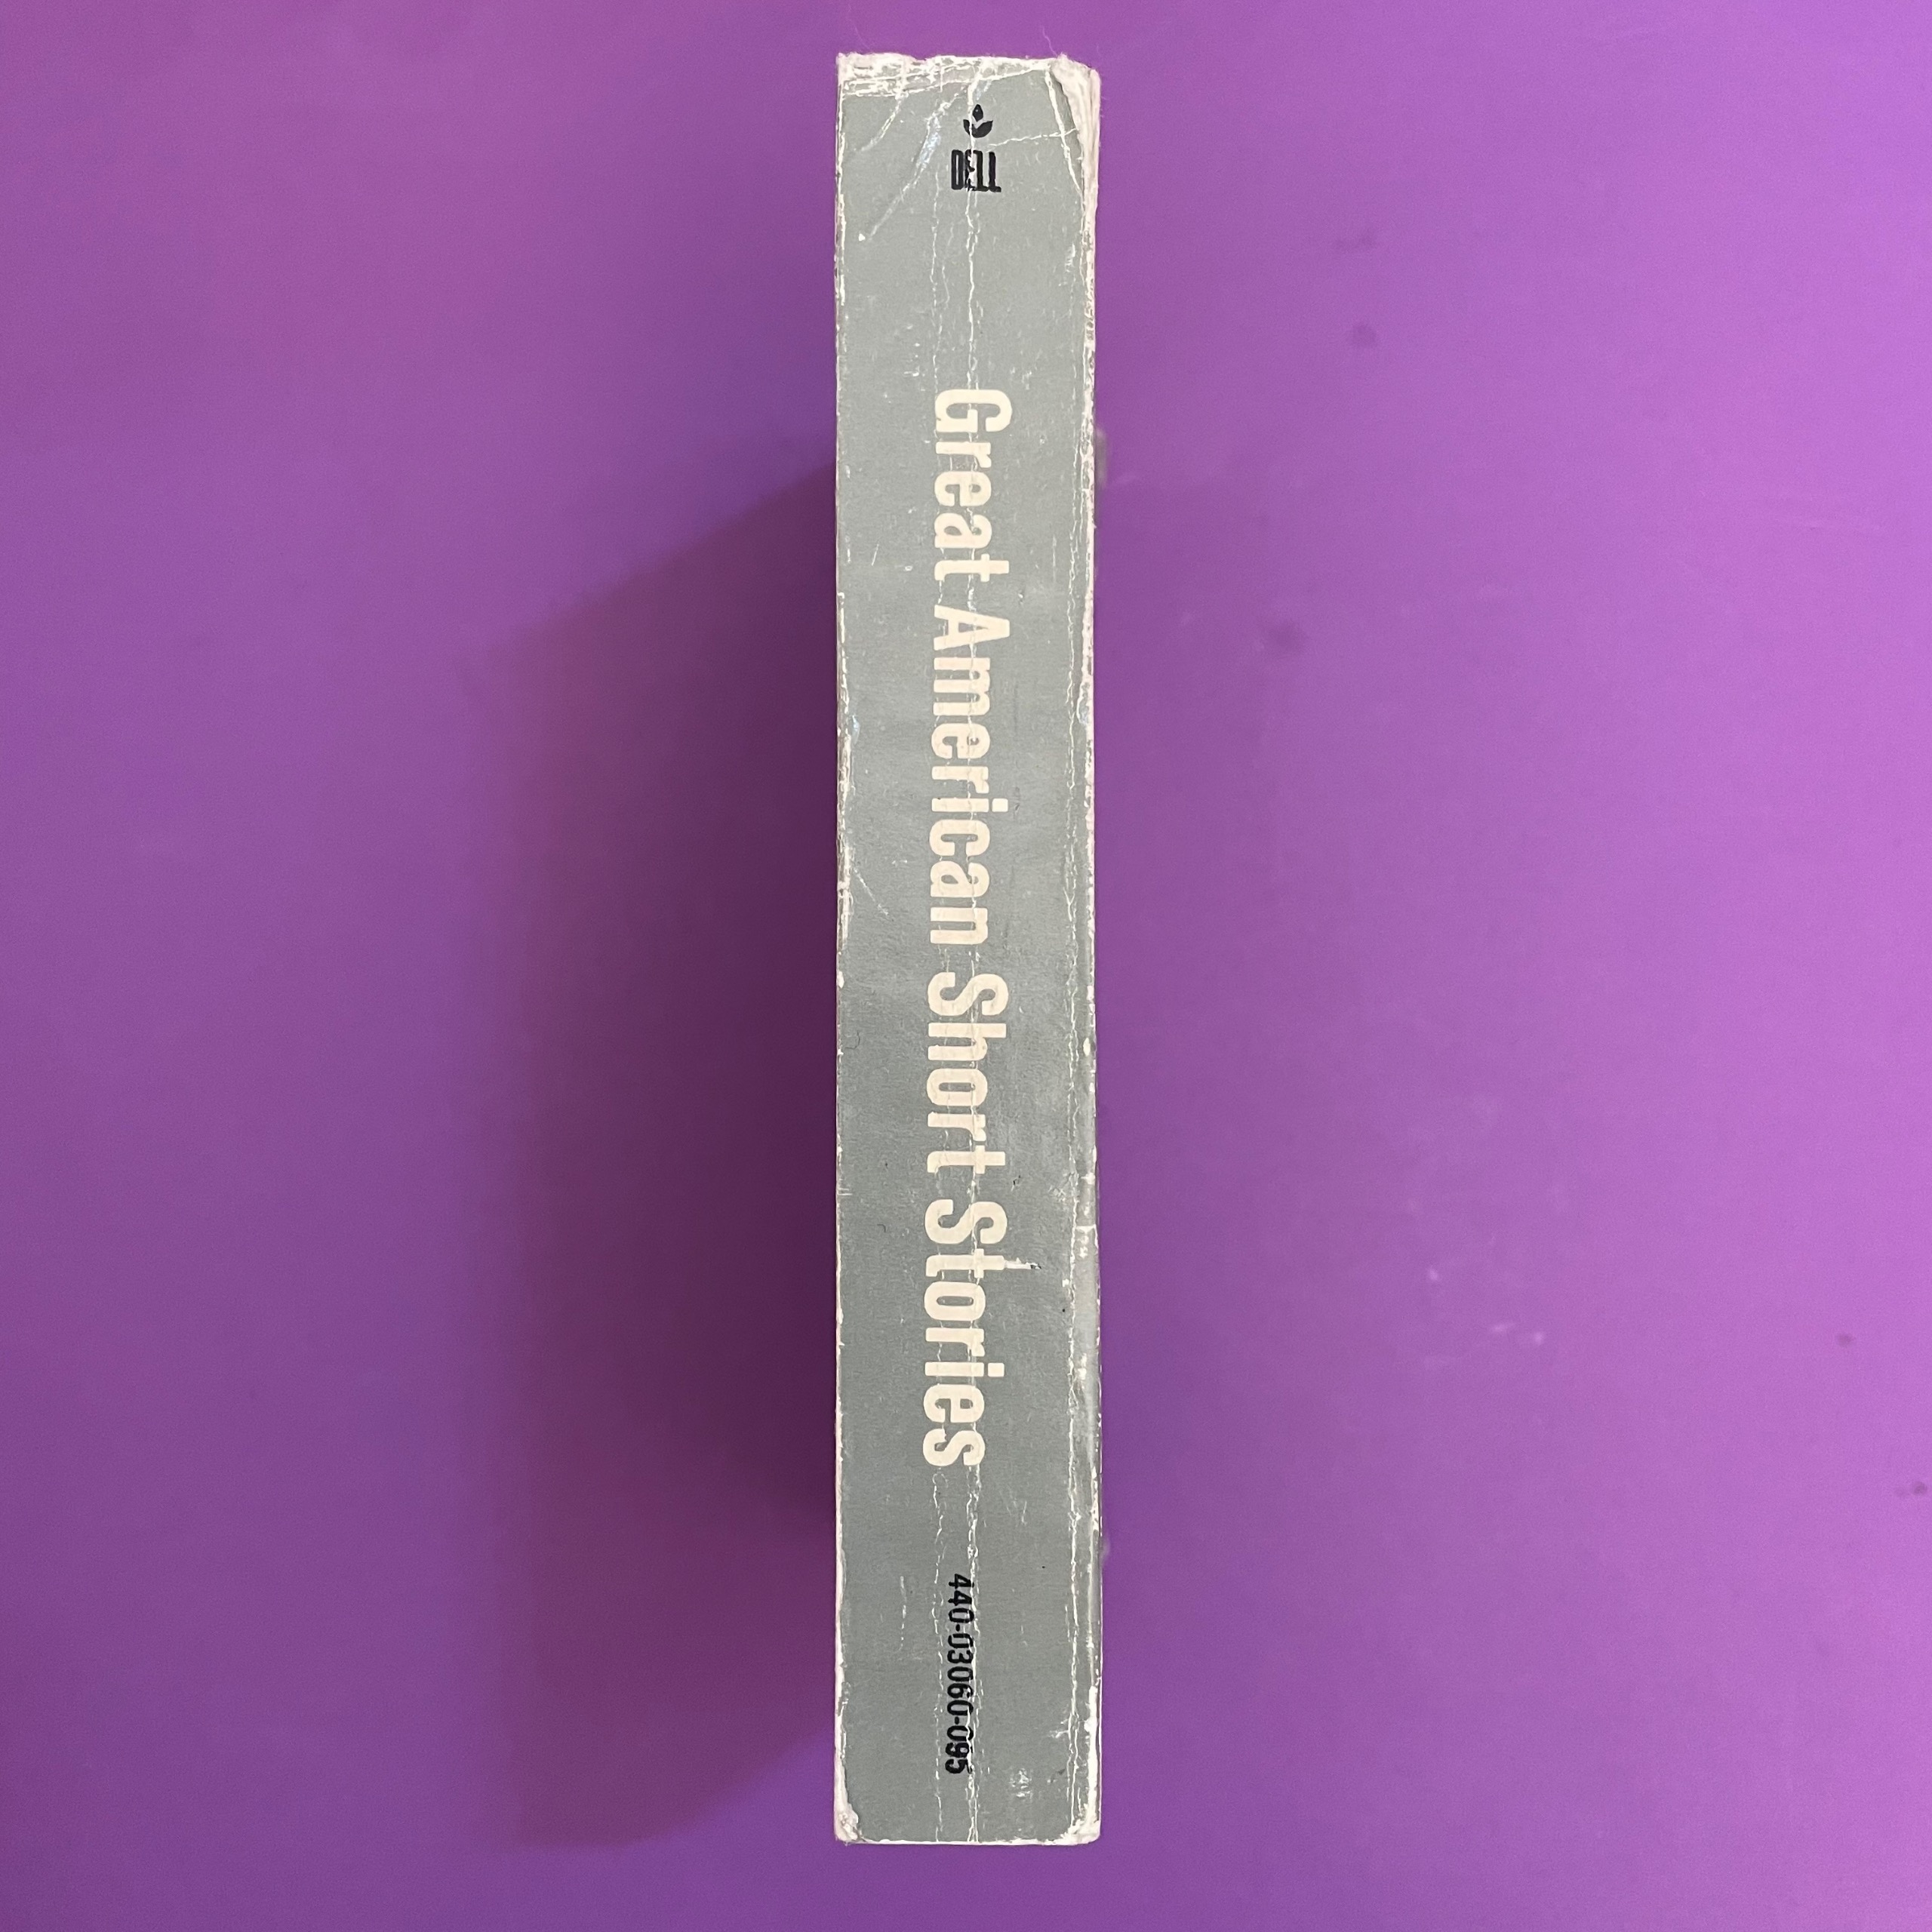 DELL
Great American Short Stories
440-03060-095